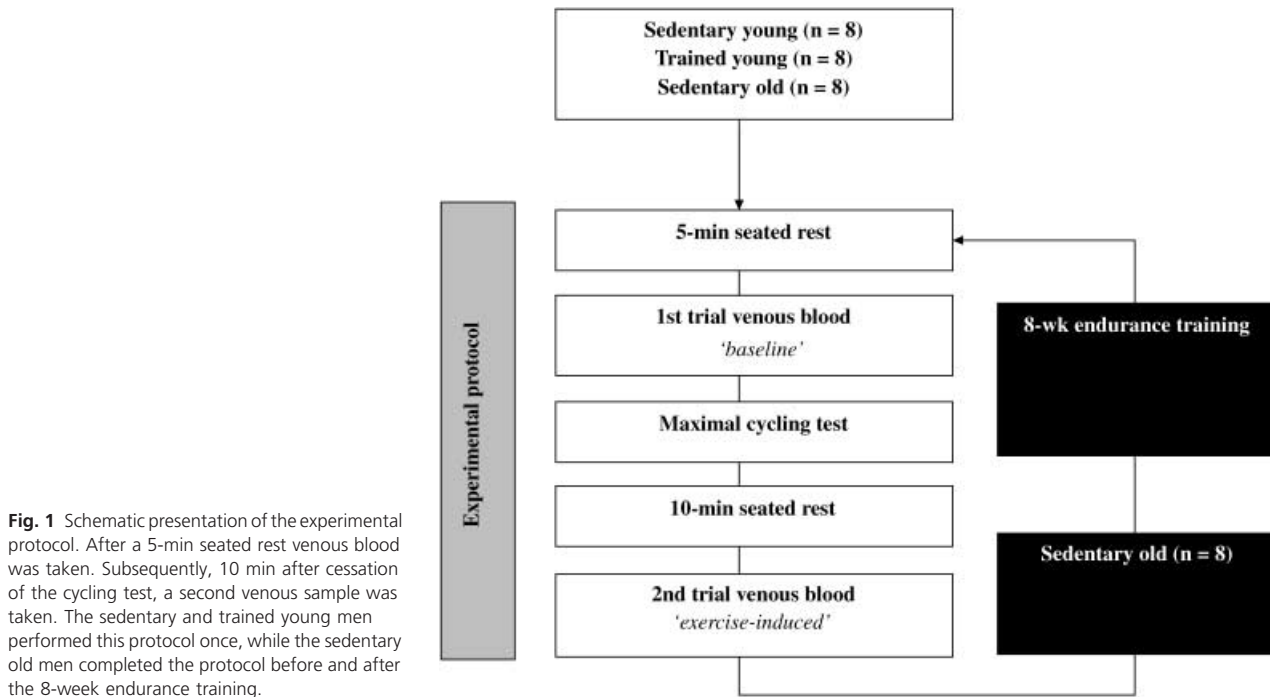 Sedentary young (n = 8)
Trained young (n = 8)
Sedentary old (n = 8)
Experimental protocol
5-min seated rest
1st trial venous blood
‘baseline’
Maximal cycling test
10-min seated rest
2nd trial venous blood
‘exercise-induced’
8-wk endurance training
Sedentary old (n = 8)
Fig. 1 Schematic presentation of the experimental
protocol. After a 5-min seated rest venous blood
was taken. Subsequently, 10 min after cessation
of the cycling test, a second venous sample was
taken. The sedentary and trained young men
performed this protocol once, while the sedentary
old men completed the protocol before and after
the 8-week endurance training.